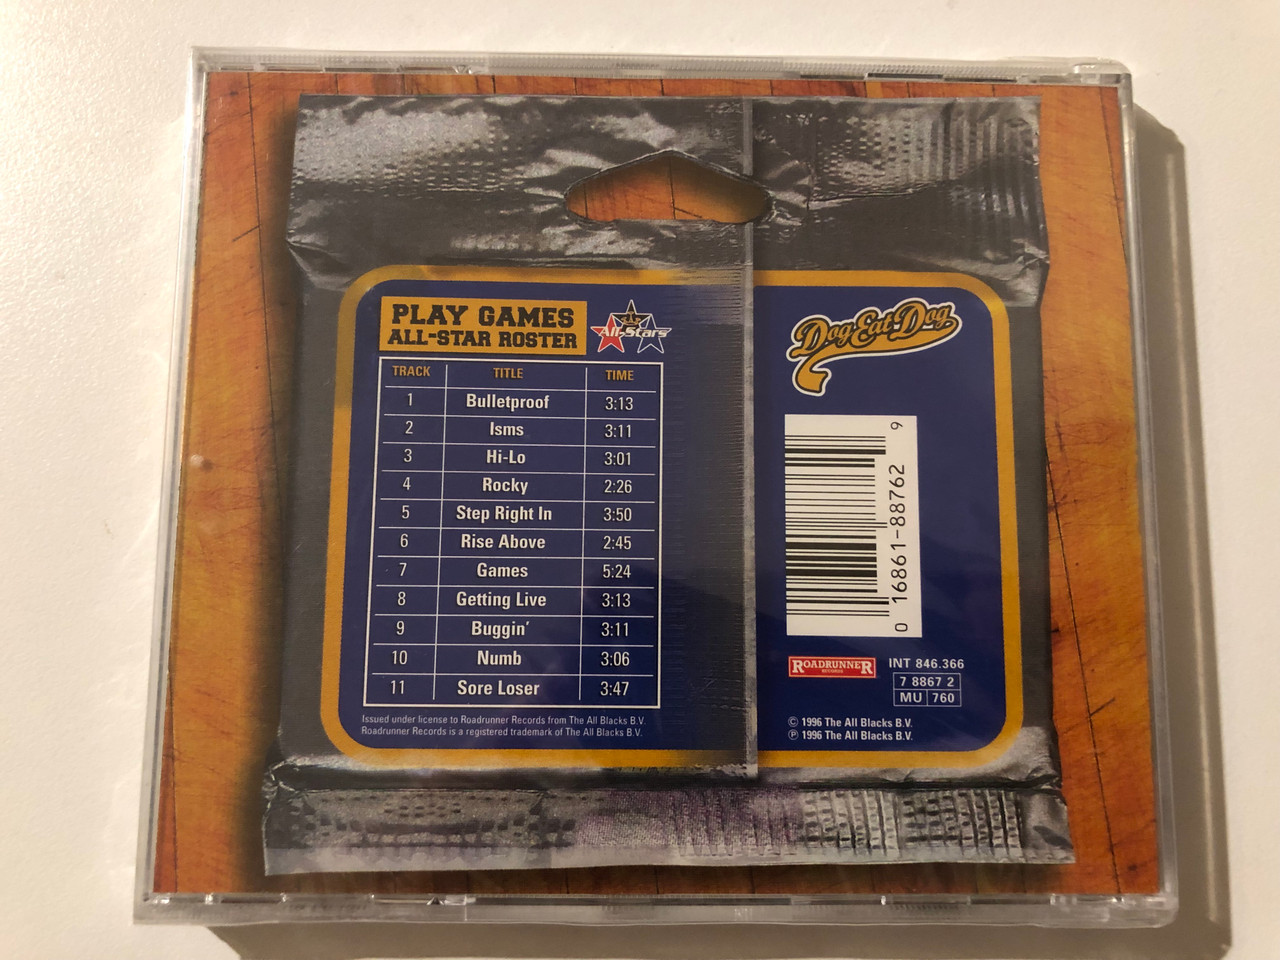 PLAY GAMES
ALL-STAR ROSTER
All-Stars
TRACK TITLE TIME
1 Bulletproof 3:13
2 Isms 3:11
3 Hi-Lo 3:01
4 Rocky 2:26
5 Step Right In 3:50
6 Rise Above 2:45
7 Games 5:24
8 Getting Live 3:13
9 Buggin' 3:11
10 Numb 3:06
11 Sore Loser 3:47
Issued under license to Roadrunner Records from The All Blacks B.V.
Roadrunner Records is a registered trademark of The All Blacks B.V.
Dog Eat Dog
0 16861-88762 9
ROADRUNNER
RECORDS
INT 846.366
7 8867 2
MU 760
© 1996 The All Blacks B.V.
℗ 1996 The All Blacks B.V.